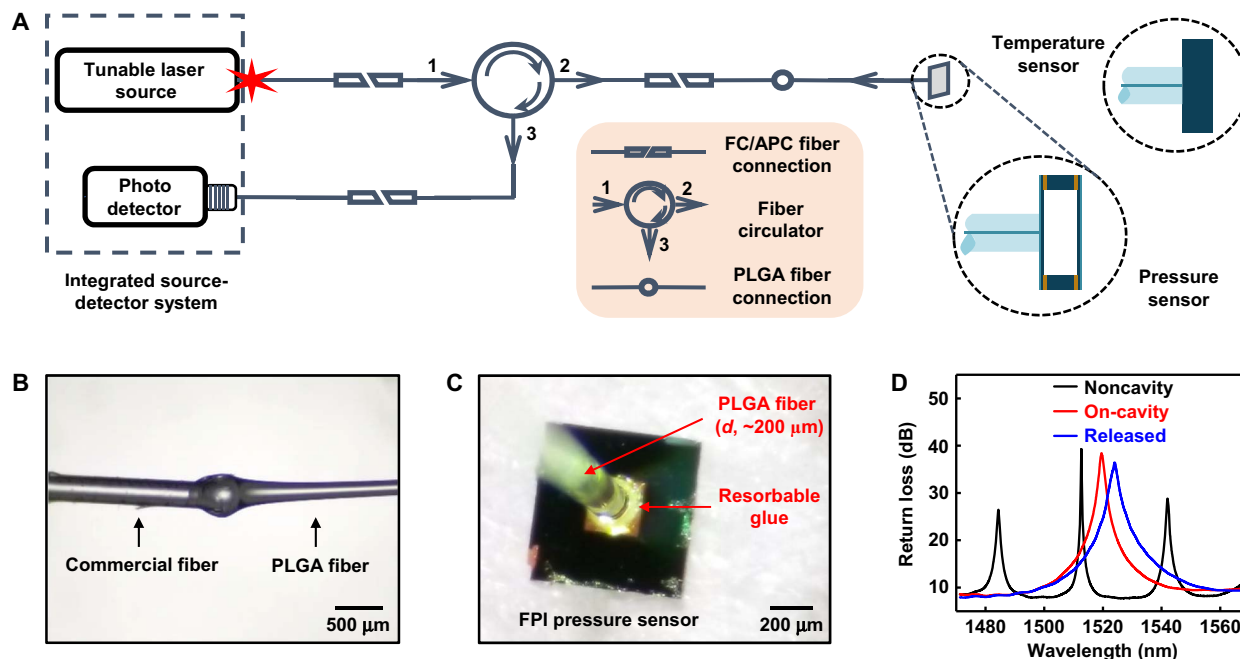 A
Tunable laser
source
Photo
detector
Integrated source-
detector system
1
2
3
FC/APC fiber
connection
1
2
3
Fiber
circulator
PLGA fiber
connection
Temperature
sensor
Pressure
sensor
B
Commercial fiber
PLGA fiber
500 μm
C
PLGA fiber
(d, ~200 μm)
Resorbable
glue
FPI pressure sensor
200 μm
D
Noncavity
On-cavity
Released
Return loss (dB)
50
40
30
20
10
1480 1500 1520 1540 1560
Wavelength (nm)